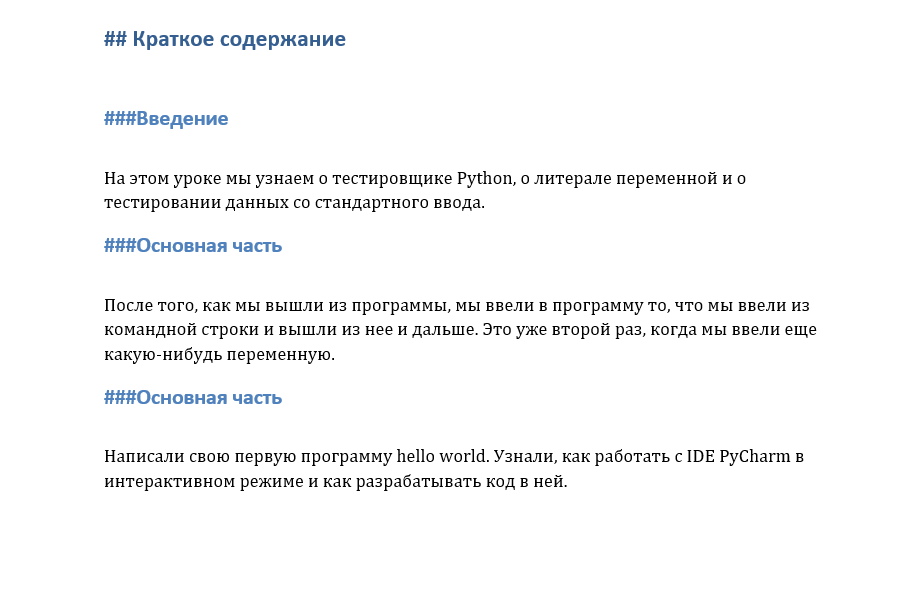 ## Краткое содержание
###Введение
На этом уроке мы узнаем о тестировщике Python, о литерале переменной и о
тестировании данных со стандартного ввода.
###Основная часть
После того, как мы вышли из программы, мы ввели в программу то, что мы ввели из
командной строки и вышли из нее и дальше. Это уже второй раз, когда мы ввели еще
какую-нибудь переменную.
###Основная часть
Написали свою первую программу hello world. Узнали, как работать с IDE PyCharm в
интерактивном режиме и как разрабатывать код в ней.